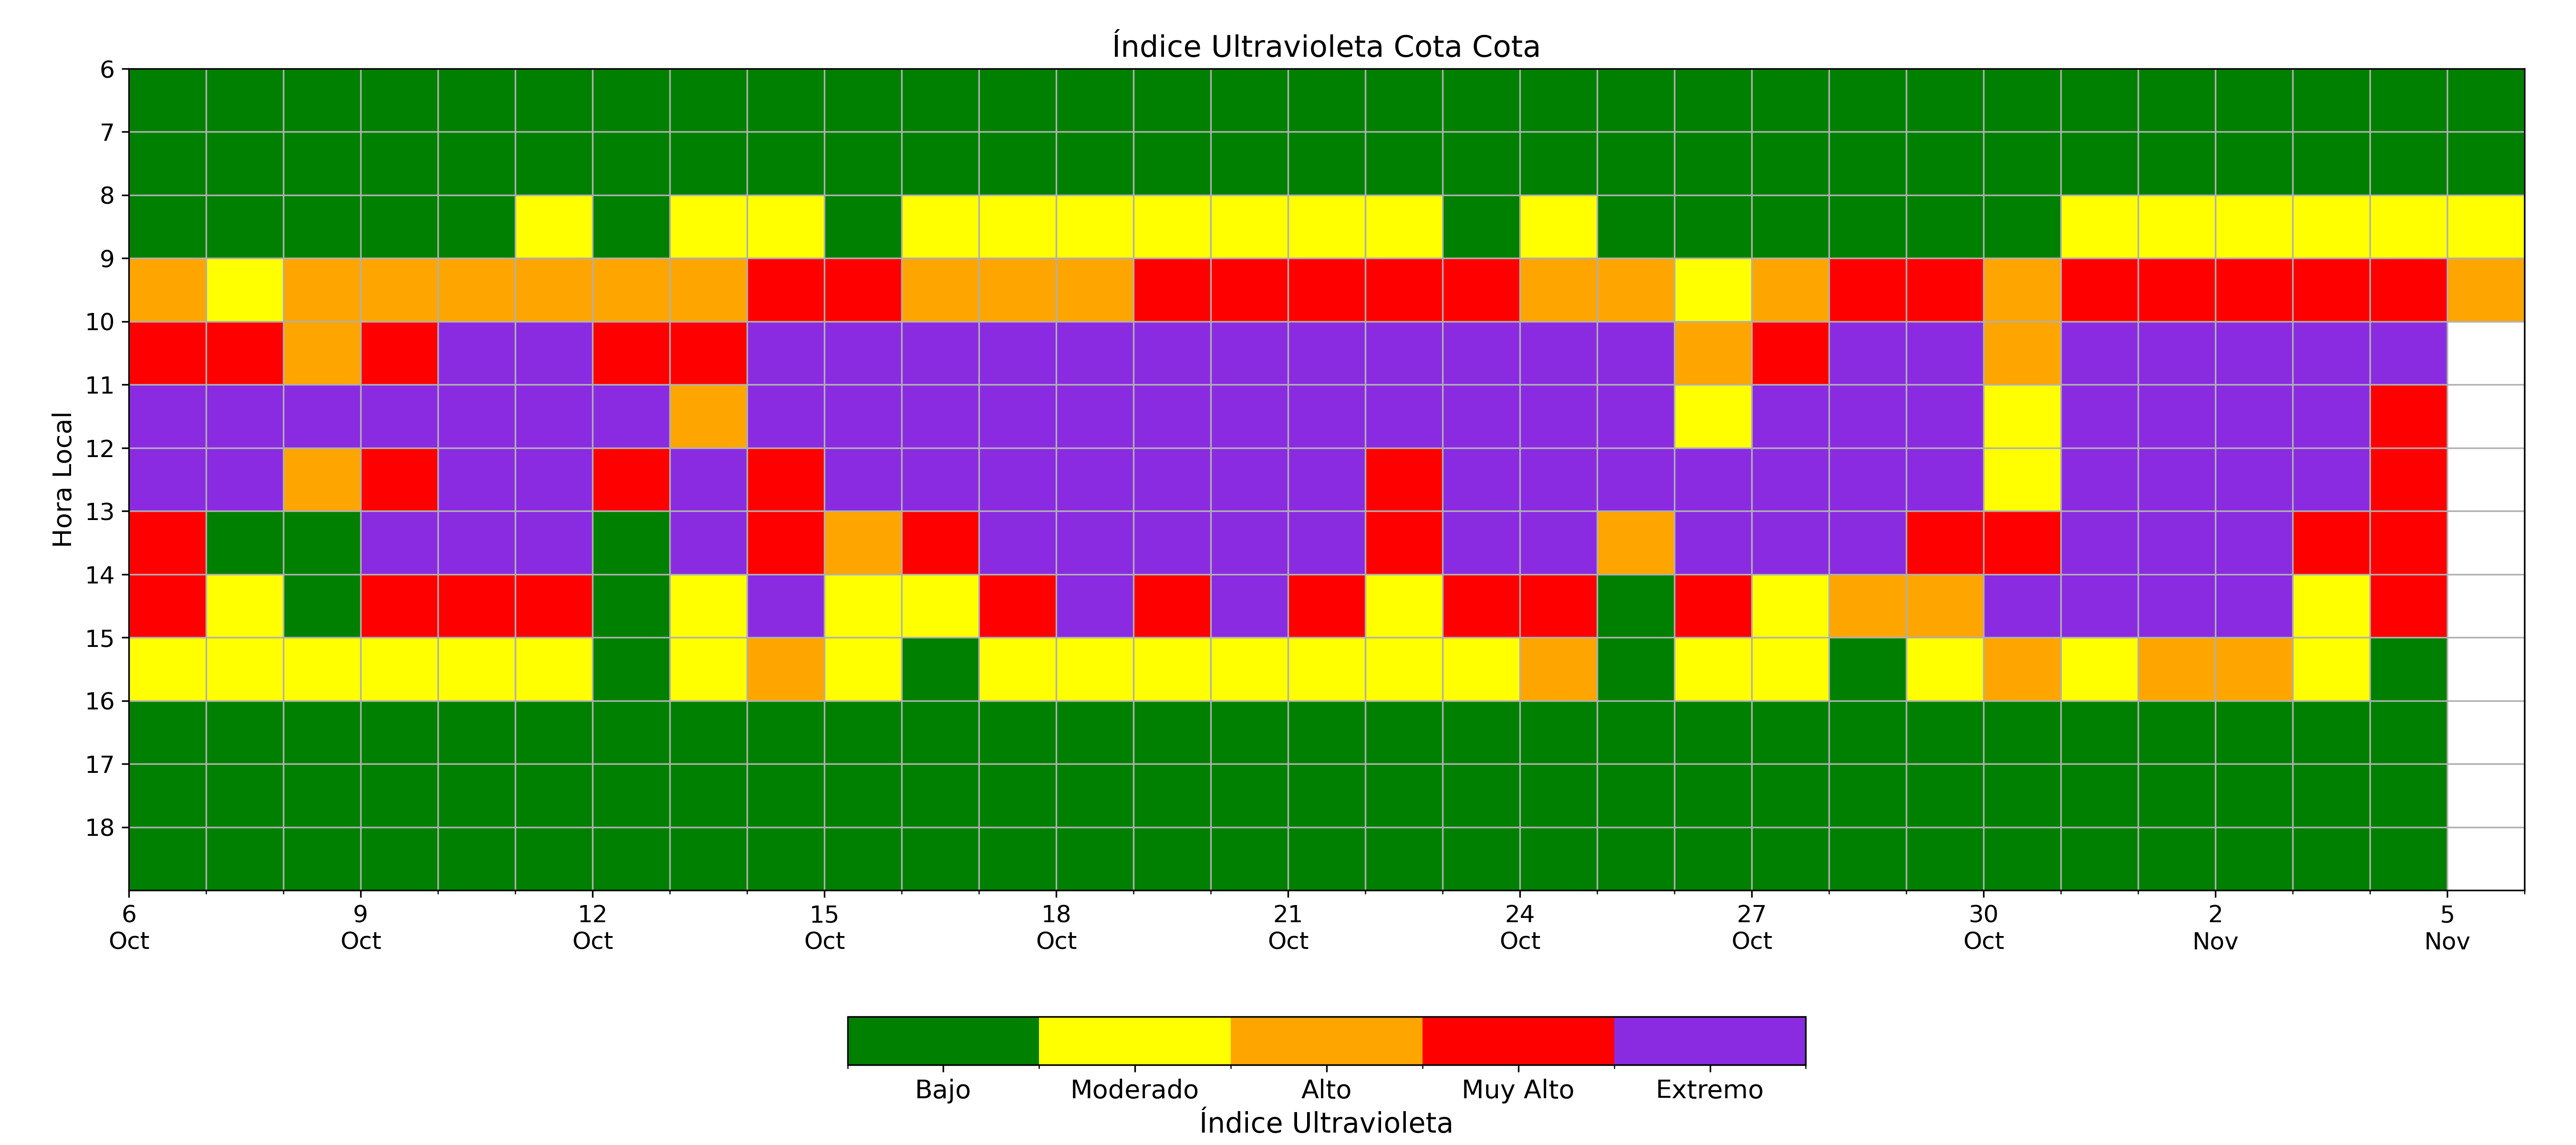 Índice Ultravioleta Cota Cota
Hora Local
6
7
8
9
10
11
12
13
14
15
16
17
18
6 9 12 15 18 21 24 27 30 2 5
Oct Oct Oct Oct Oct Oct Oct Oct Oct Nov Nov
Bajo Moderado Alto Muy Alto Extremo
Índice Ultravioleta